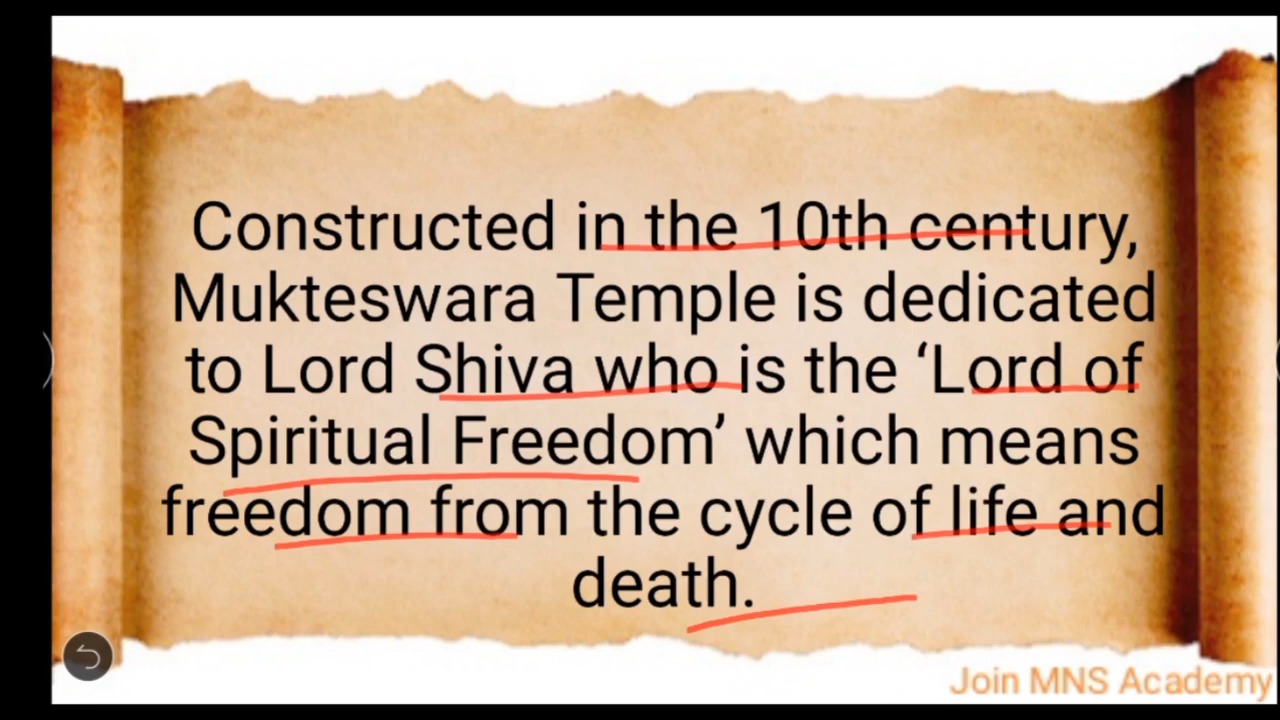 Constructed in the 10th century,
Mukteswara Temple is dedicated
to Lord Shiva who is the ‘Lord of
Spiritual Freedom’ which means
freedom from the cycle of life and
death.
Join MNS Academy